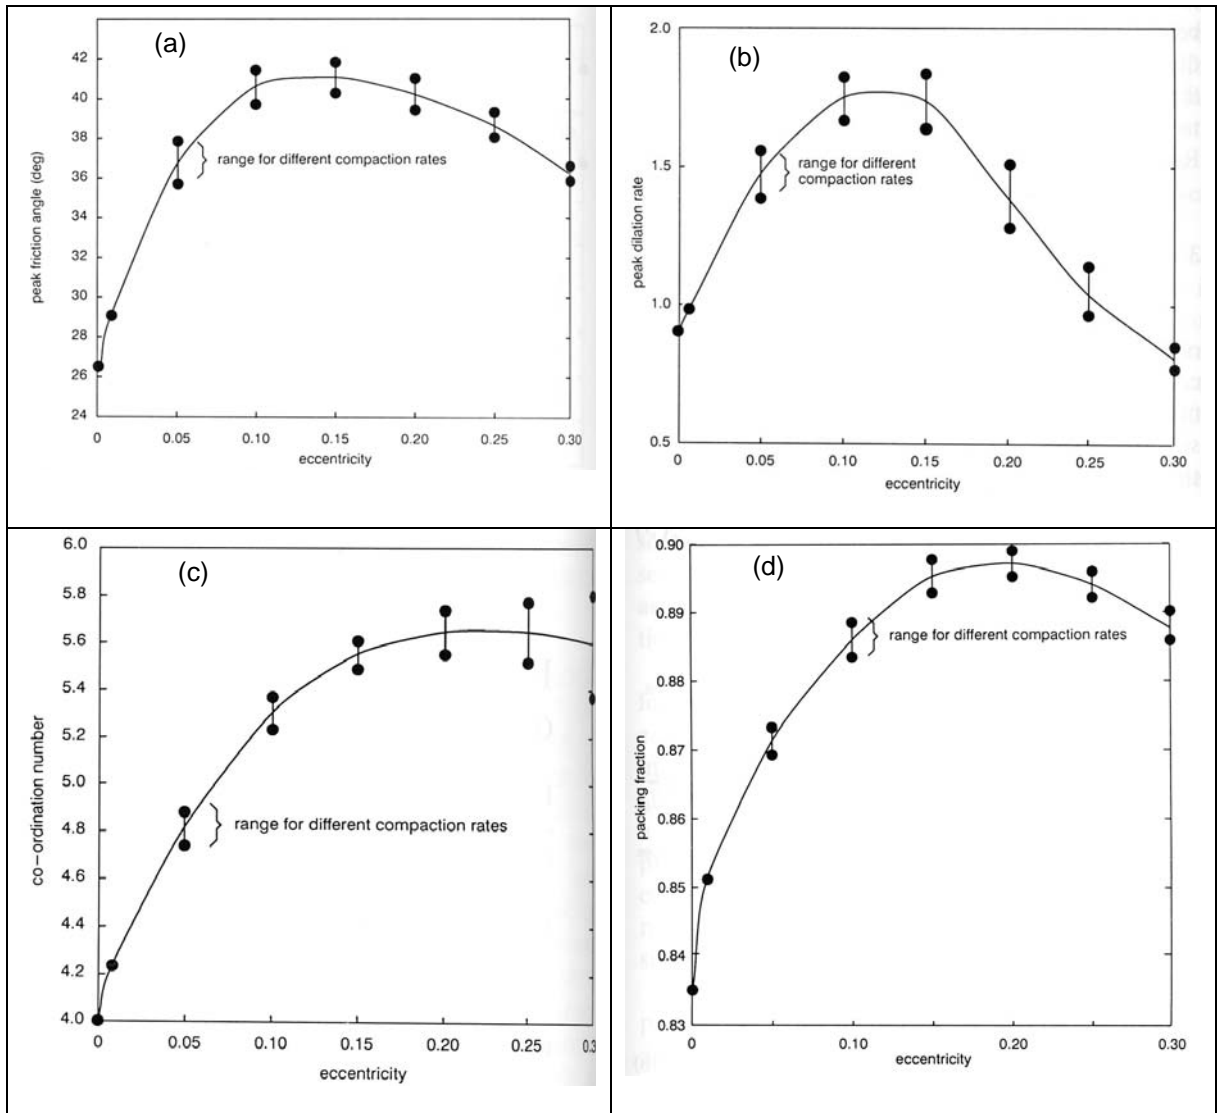 (a)
42
40
38
36
34
32
30
28
26
24
peak friction angle (deg)
range for different compaction rates
0 0.05 0.10 0.15 0.20 0.25 0.30
eccentricity
(b)
2.0
1.5
1.0
0.5
peak dilation rate
range for different
compaction rates
0 0.05 0.10 0.15 0.20 0.25 0.30
eccentricity
(c)
6.0
5.8
5.6
5.4
5.2
5.0
4.8
4.6
4.4
4.2
4.0
co-ordination number
range for different compaction rates
0 0.05 0.10 0.15 0.20 0.25
eccentricity
(d)
0.90
0.89
0.88
0.87
0.86
0.85
0.84
0.83
packing fraction
range for different compaction rates
0 0.10 0.20 0.30
eccentricity